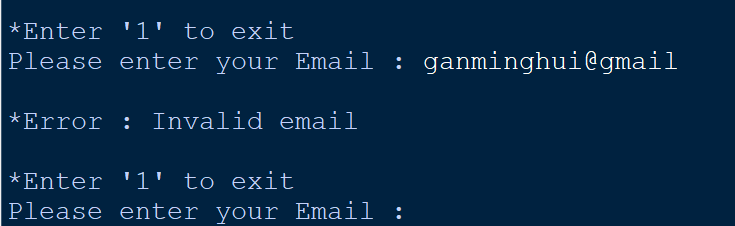 *Enter '1' to exit
Please enter your Email : ganminghui@gmail
*Error : Invalid email
*Enter '1' to exit
Please enter your Email :